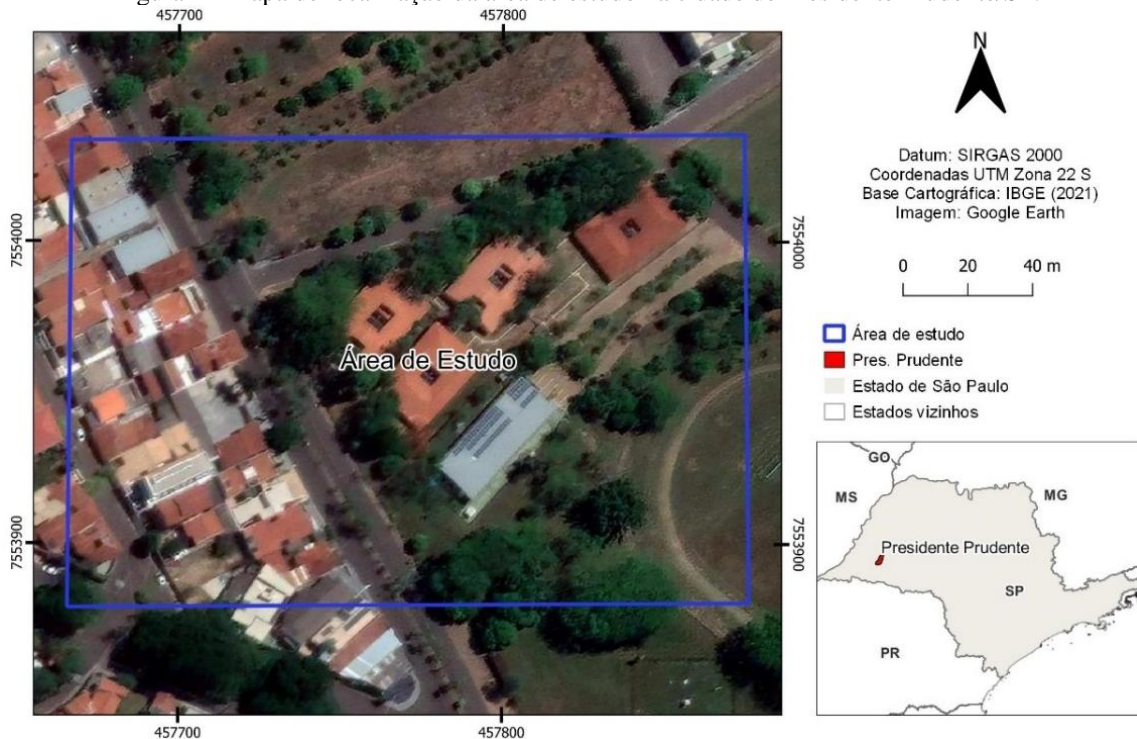 457700
457800
7554000
7554000
Área de Estudo
7553900
7553900
457700
457800
N
Datum: SIRGAS 2000
Coordenadas UTM Zona 22 S
Base Cartográfica: IBGE (2021)
Imagem: Google Earth
0 20 40 m
Área de estudo
Pres. Prudente
Estado de São Paulo
Estados vizinhos
GO
MS
MG
Presidente Prudente
SP
PR